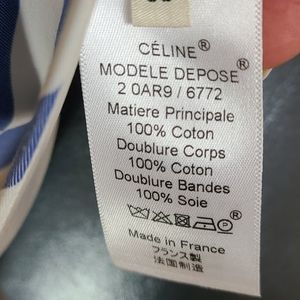 CÉLINE®
MODELE DEPOSE®
2 0AR9 / 6772
Matiere Principale
100% Coton
Doublure Corps
100% Coton
Doublure Bandes
100% Soie
®
Made in France
フランス製
法国制造